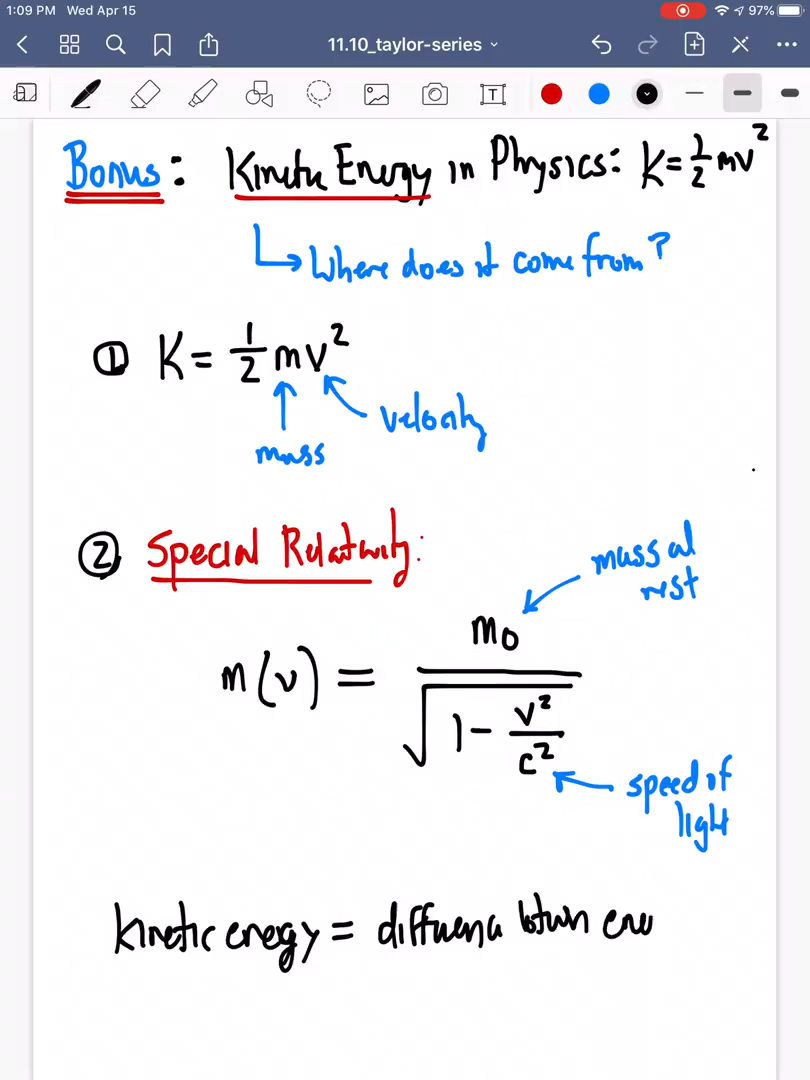 1:09 PM Wed Apr 15
97%
11.10_taylor-series
T
Bonus: Kinetic Energy in Physics: K = 1/2 mv²
Where does it come from?
① K = 1/2 mv²
mass
velocity
② Special Relativity:
mass at rest
m(v) = m₀ / √(1 - v²/c²)
speed of light
kinetic energy = difference between ene